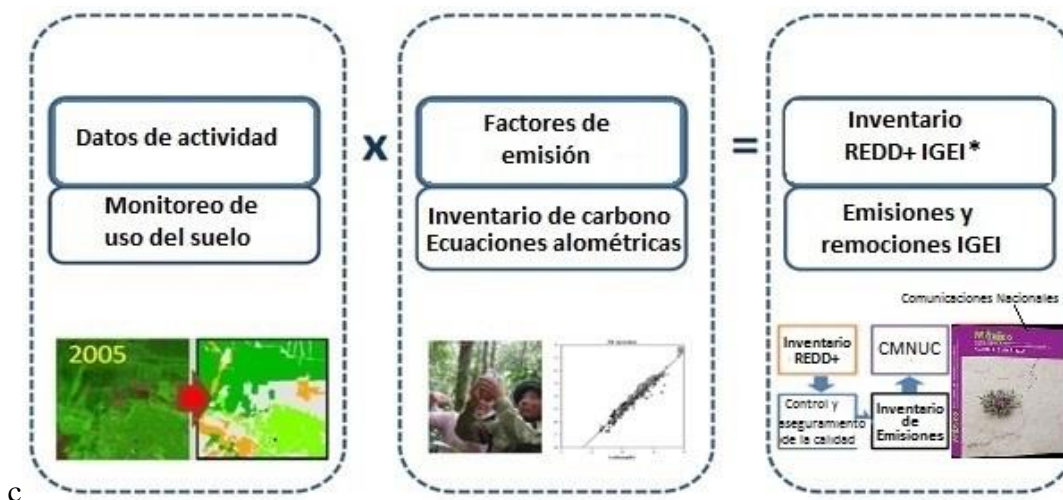 Datos de actividad
Monitoreo de
uso del suelo
2005
x
Factores de
emisión
Inventario de carbono
Ecuaciones alométricas
=
Inventario
REDD+ IGEI*
Emisiones y
remociones IGEI
Comunicaciones Nacionales
Inventario
REDD+
CMNUC
Control y
aseguramiento
de la calidad
Inventario
de
Emisiones
México
c